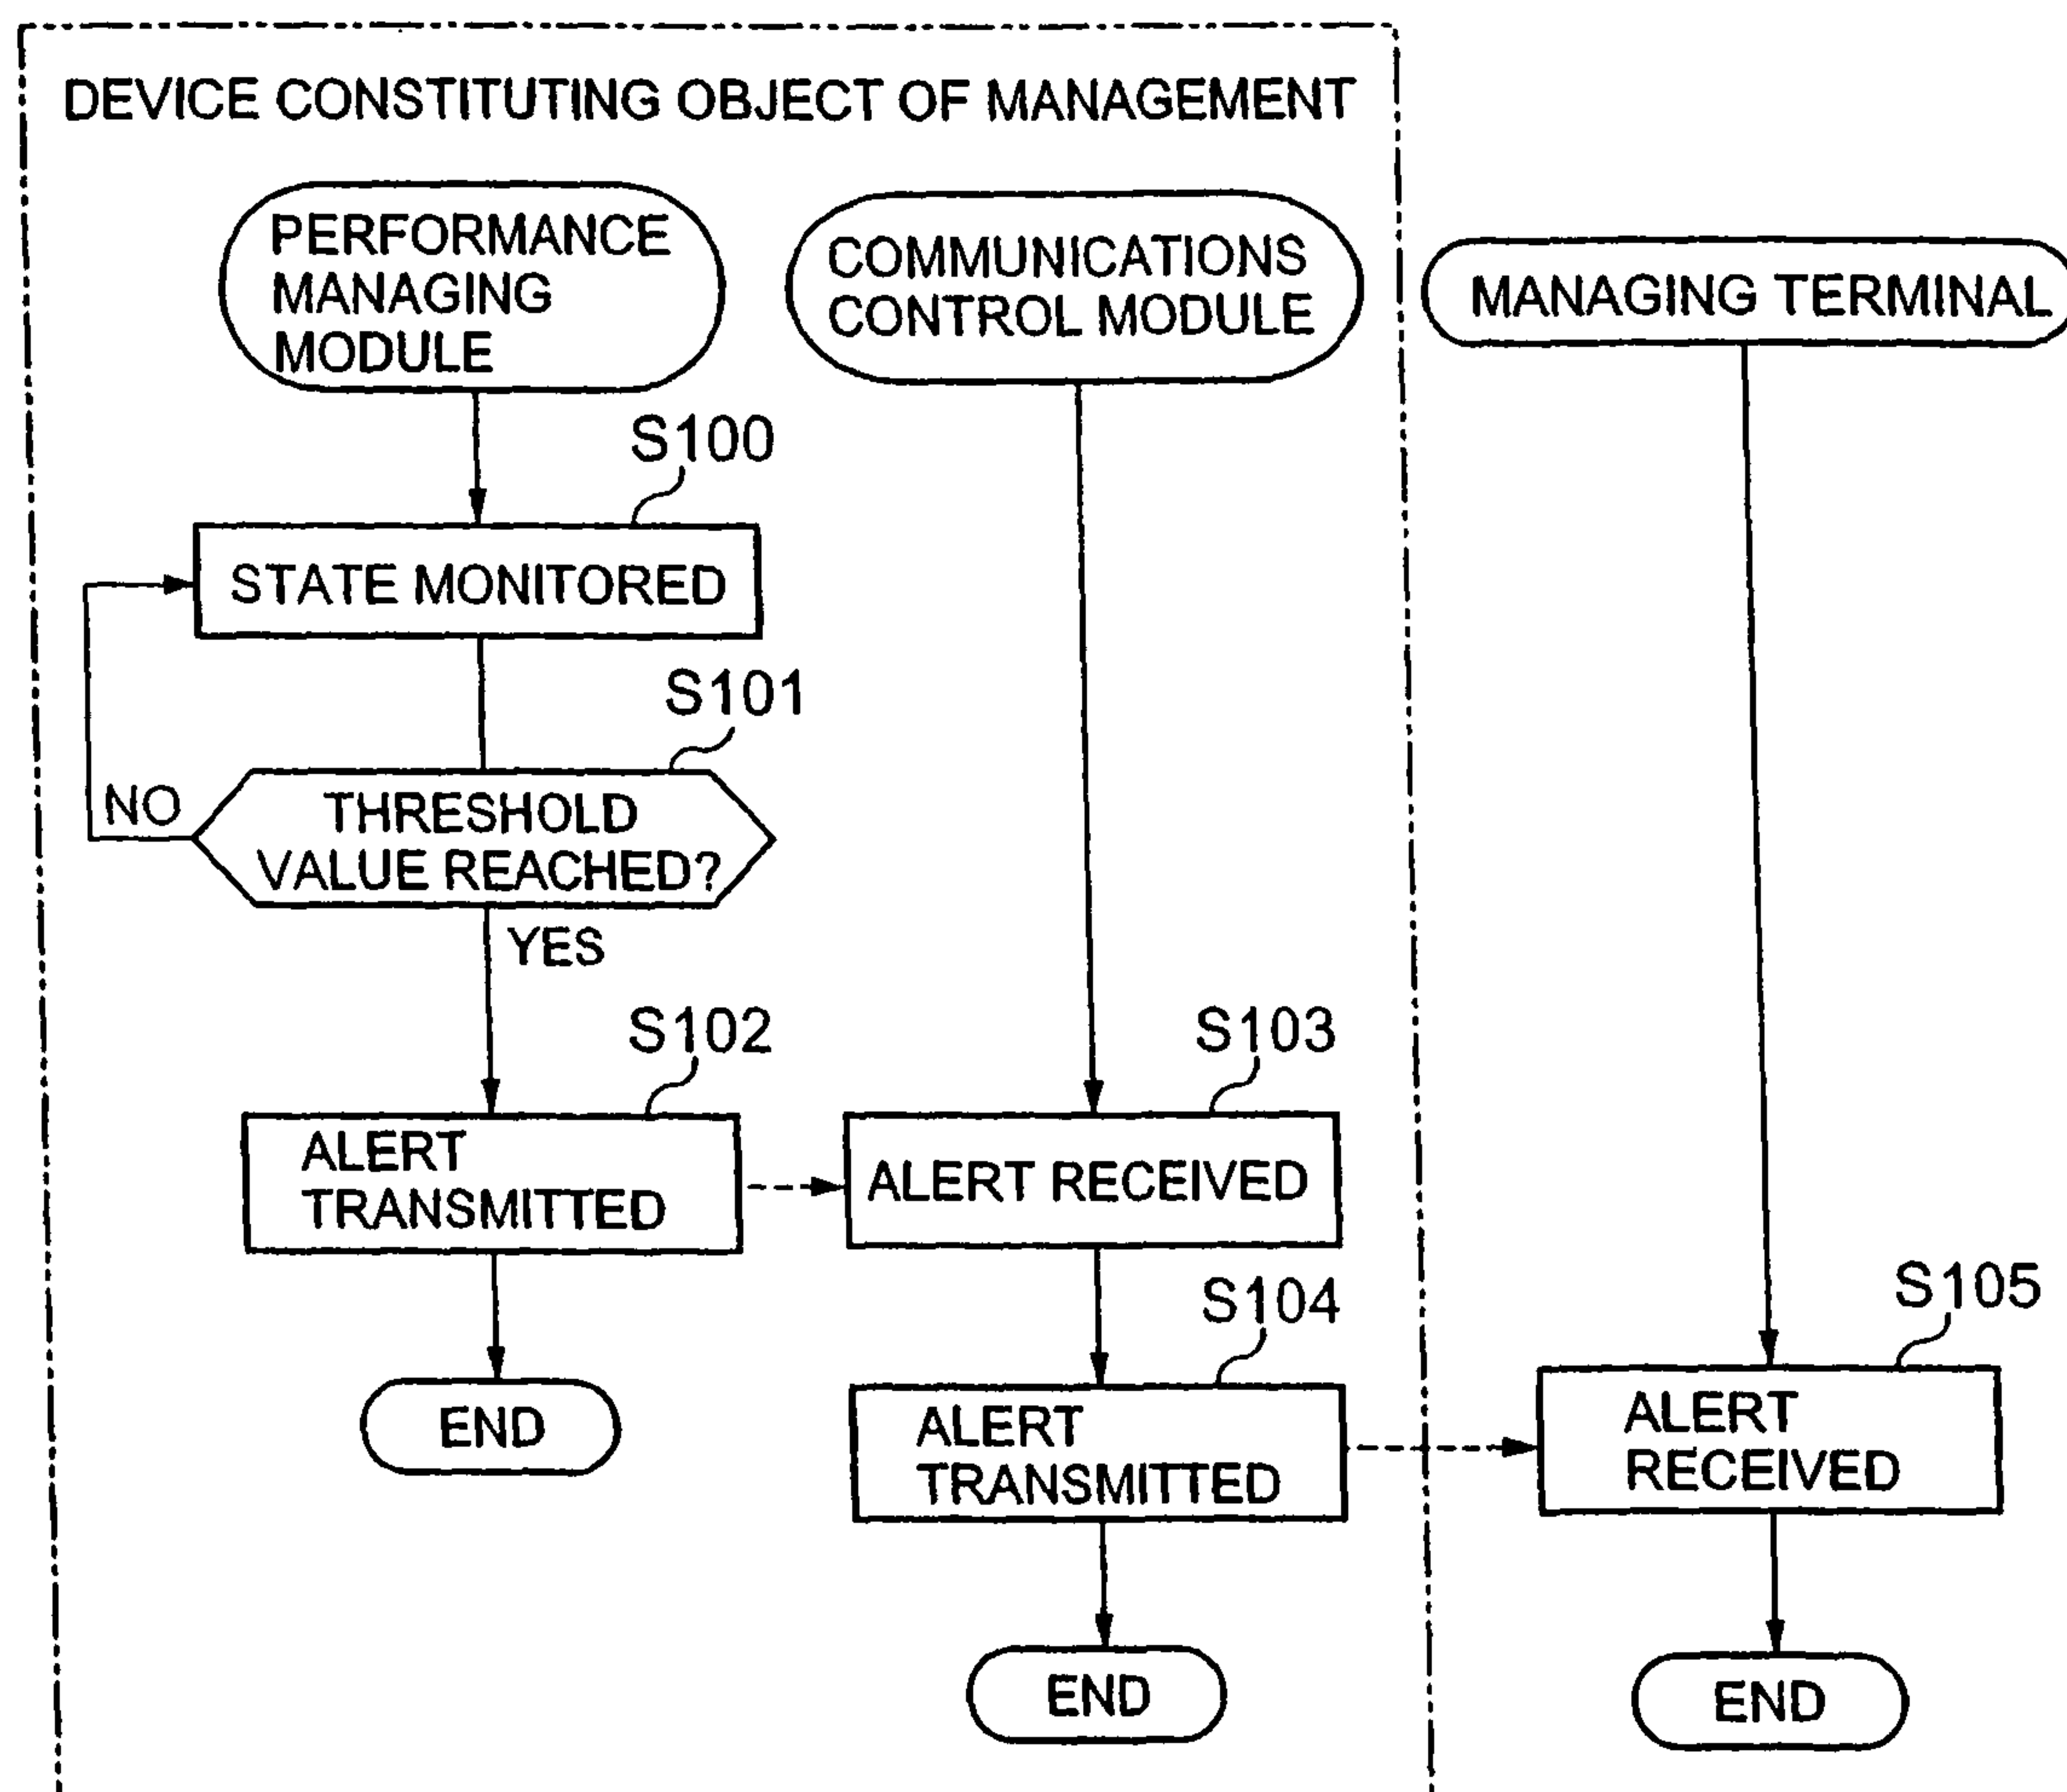 DEVICE CONSTITUTING OBJECT OF MANAGEMENT
PERFORMANCE
MANAGING
MODULE
COMMUNICATIONS
CONTROL MODULE
MANAGING TERMINAL
S100
STATE MONITORED
S101
NO
THRESHOLD
VALUE REACHED?
YES
S102
ALERT
TRANSMITTED
S103
ALERT RECEIVED
S104
ALERT
TRANSMITTED
S105
ALERT
RECEIVED
END
END
END